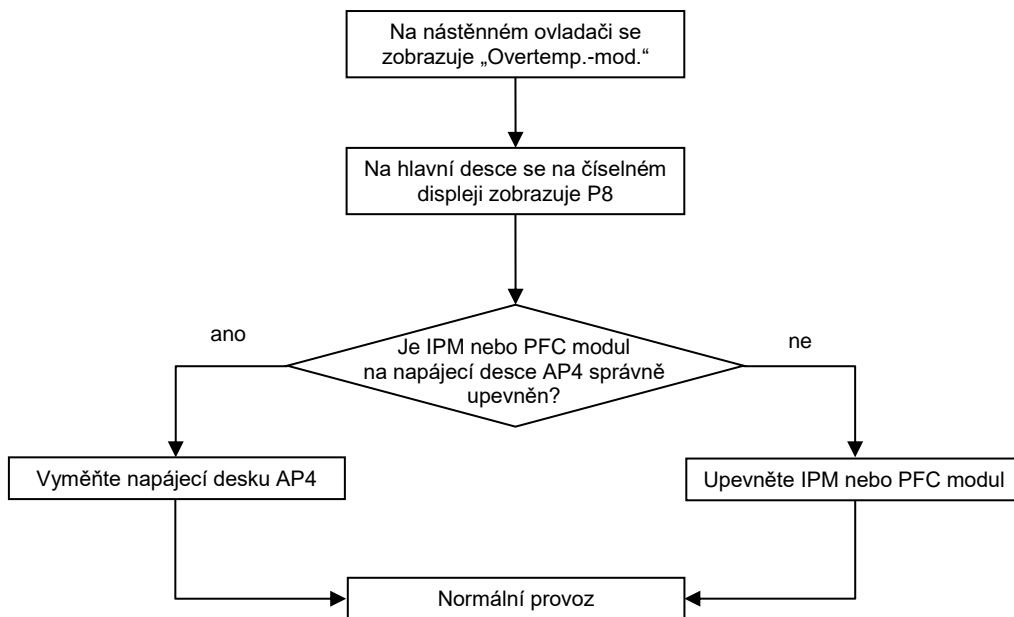 Na nástěnném ovladači se
zobrazuje „Overtemp.-mod.“
Na hlavní desce se na číselném
displeji zobrazuje P8
ano
Je IPM nebo PFC modul
na napájecí desce AP4 správně
upevněn?
ne
Vyměňte napájecí desku AP4
Upevněte IPM nebo PFC modul
Normální provoz